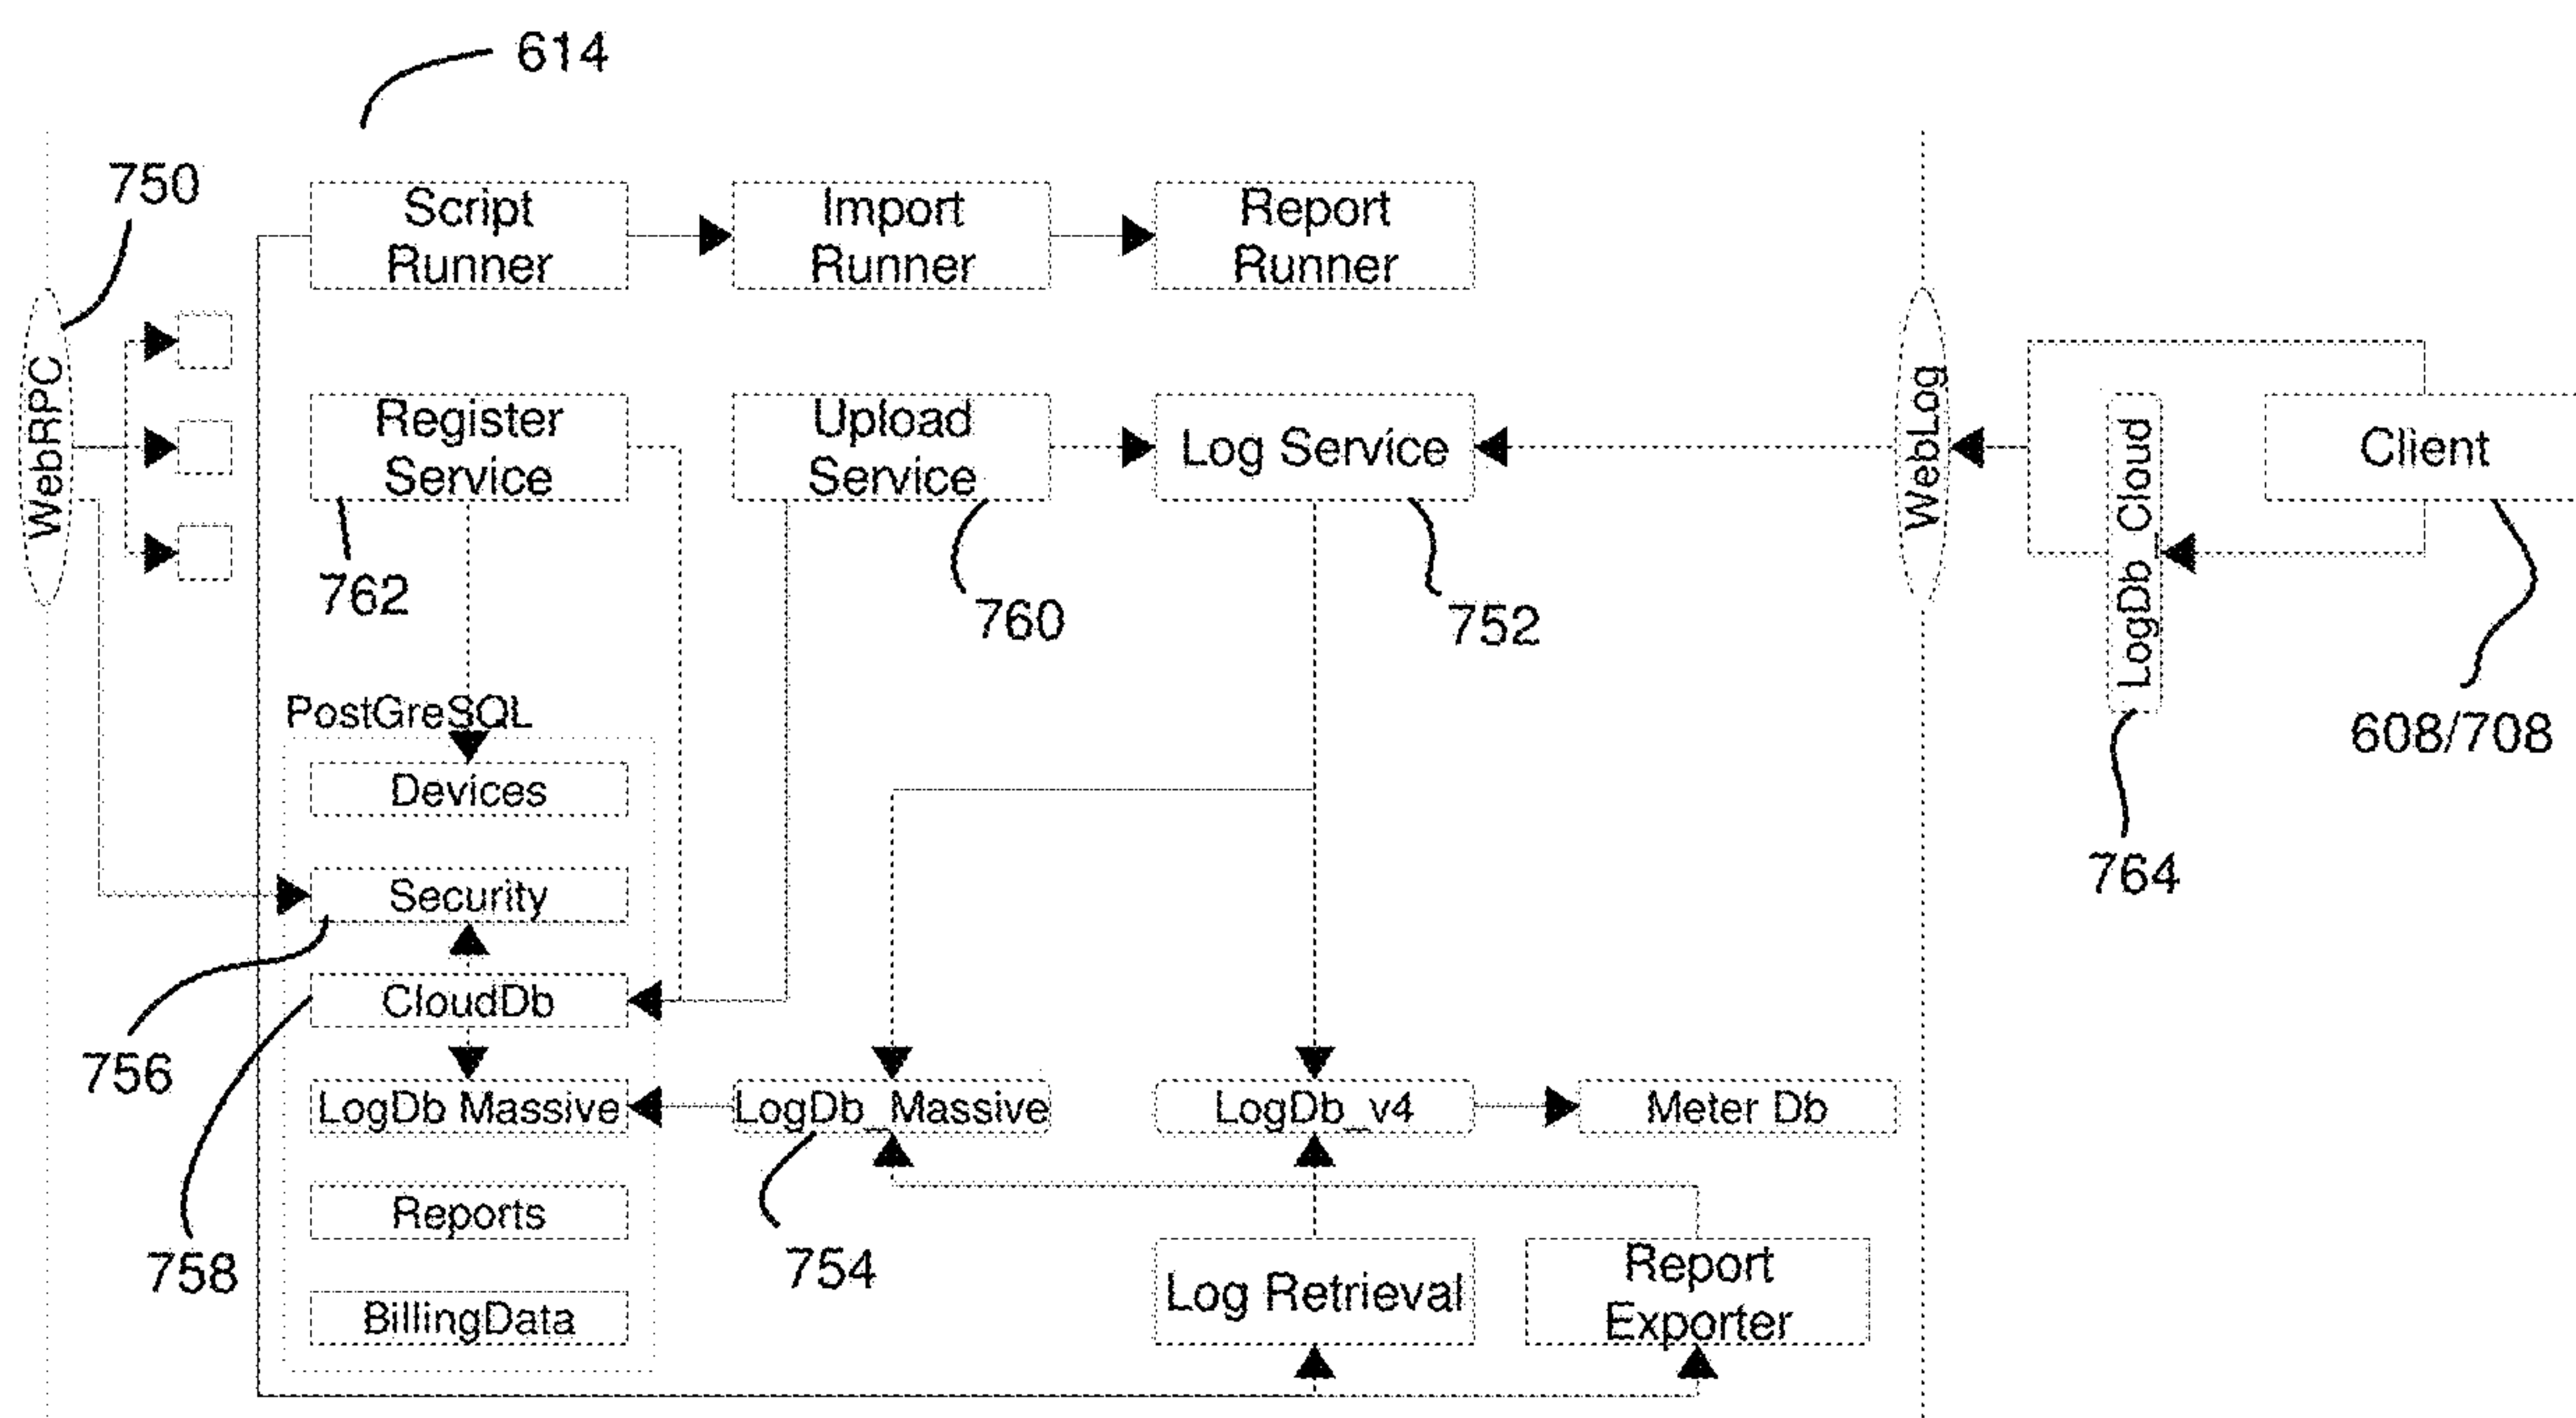 614
750
Script
Runner
Import
Runner
Report
Runner
WebRPC
Register
Service
Upload
Service
Log Service
WebLog
LogDb_Cloud
Client
762
760
752
608/708
764
PostGreSQL
Devices
Security
CloudDb
LogDb Massive
LogDb_Massive
LogDb_v4
Meter Db
756
758
754
Reports
BillingData
Log Retrieval
Report
Exporter